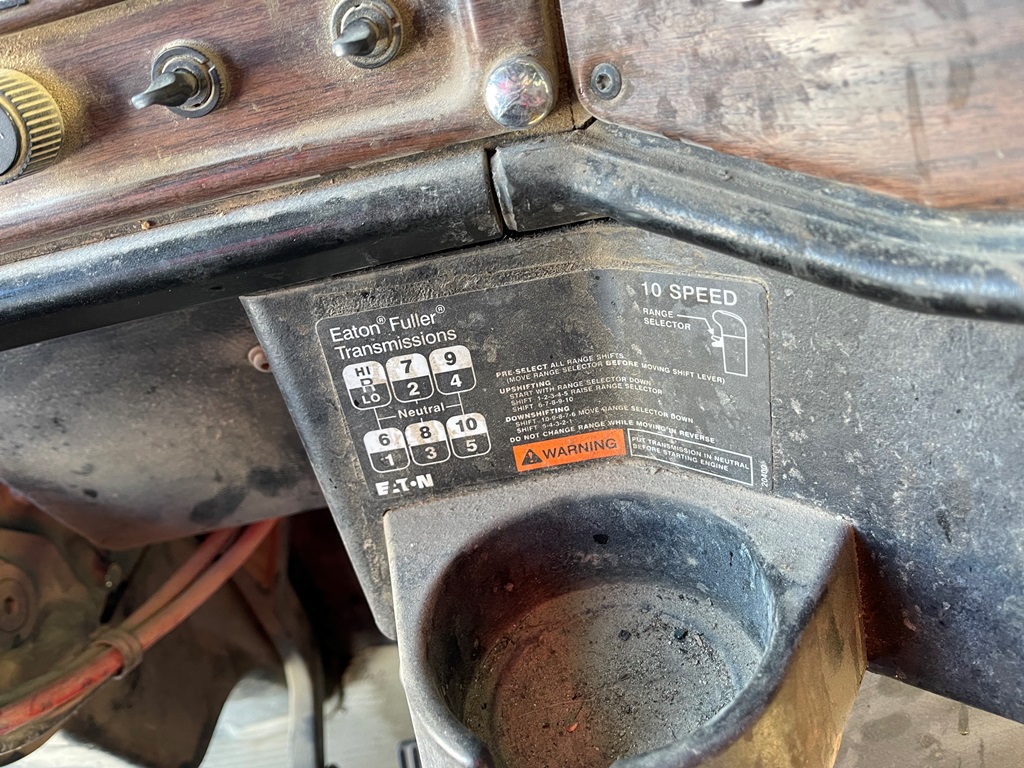 Eaton® Fuller®
Transmissions
10 SPEED
RANGE
SELECTOR
HI 7 9
R 2 4
LO
Neutral
6 8 10
1 3 5
EATON
PRE-SELECT ALL RANGE SHIFTS
(MOVE RANGE SELECTOR BEFORE MOVING SHIFT LEVER)
UPSHIFTING
START WITH RANGE SELECTOR DOWN
SHIFT 1-2-3-4-5 RAISE RANGE SELECTOR
SHIFT 6-7-8-9-10
DOWNSHIFTING
SHIFT 10-9-8-7-6 MOVE RANGE SELECTOR DOWN
SHIFT 5-4-3-2-1
DO NOT CHANGE RANGE WHILE MOVING IN REVERSE
WARNING
PUT TRANSMISSION IN NEUTRAL
BEFORE STARTING ENGINE